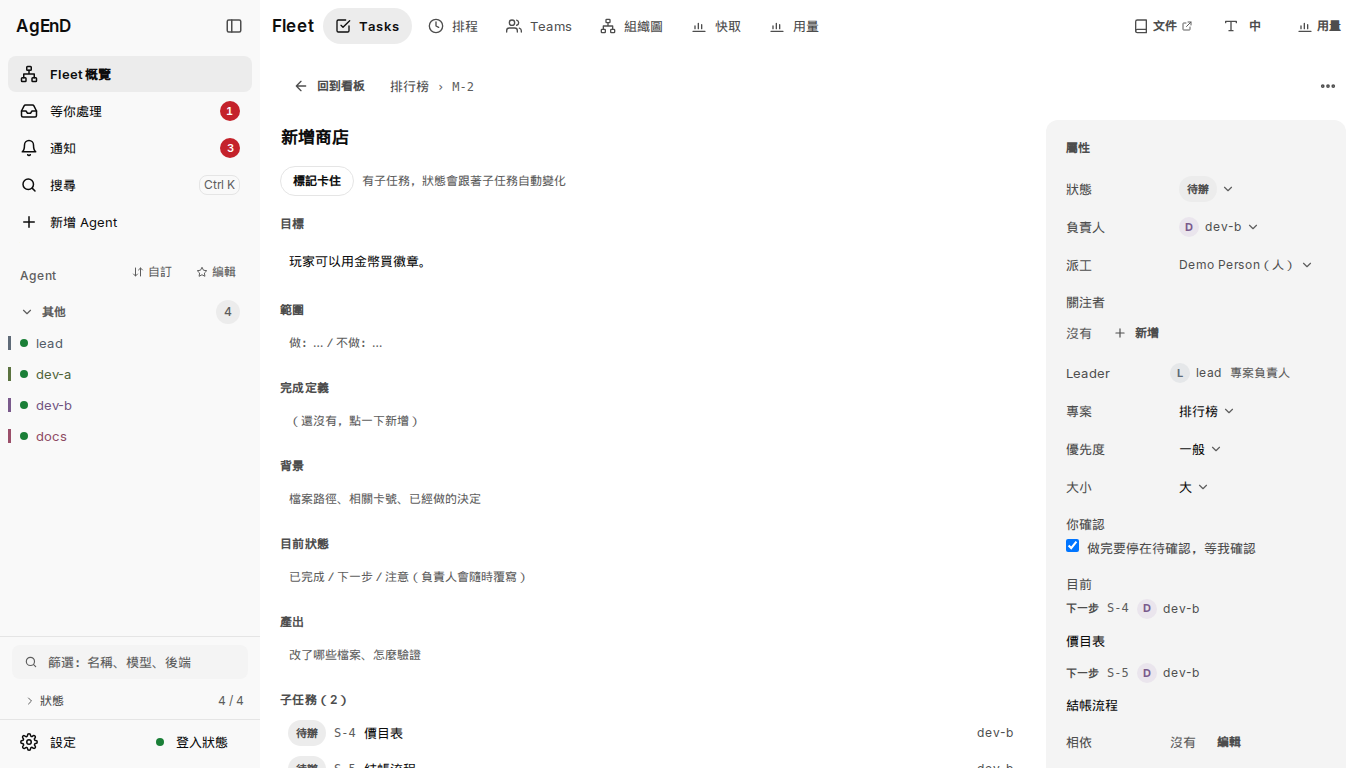 AgEnD
Fleet 概覽
等你處理 1
通知 3
搜尋 Ctrl K
新增 Agent
Agent 自訂 編輯
其他 4
lead
dev-a
dev-b
docs
篩選：名稱、模型、後端
狀態 4 / 4
設定 登入狀態
Fleet Tasks 排程 Teams 組織圖 快取 用量 文件 中 用量
回到看板 排行榜 › M-2 •••
新增商店
標記卡住 有子任務，狀態會跟著子任務自動變化
目標
玩家可以用金幣買徽章。
範圍
做：… / 不做：…
完成定義
（還沒有，點一下新增）
背景
檔案路徑、相關卡號、已經做的決定
目前狀態
已完成 / 下一步 / 注意（負責人會隨時覆寫）
產出
改了哪些檔案、怎麼驗證
子任務（2）
待辦 S-4 價目表 dev-b
待辦 S-5 結帳流程 dev-b
屬性
狀態 待辦
負責人 D dev-b
派工 Demo Person（人）
關注者
沒有 新增
Leader L lead 專案負責人
專案 排行榜
優先度 一般
大小 大
你確認
做完要停在待確認，等我確認
目前
下一步 S-4 D dev-b
價目表
下一步 S-5 D dev-b
結帳流程
相依 沒有 編輯